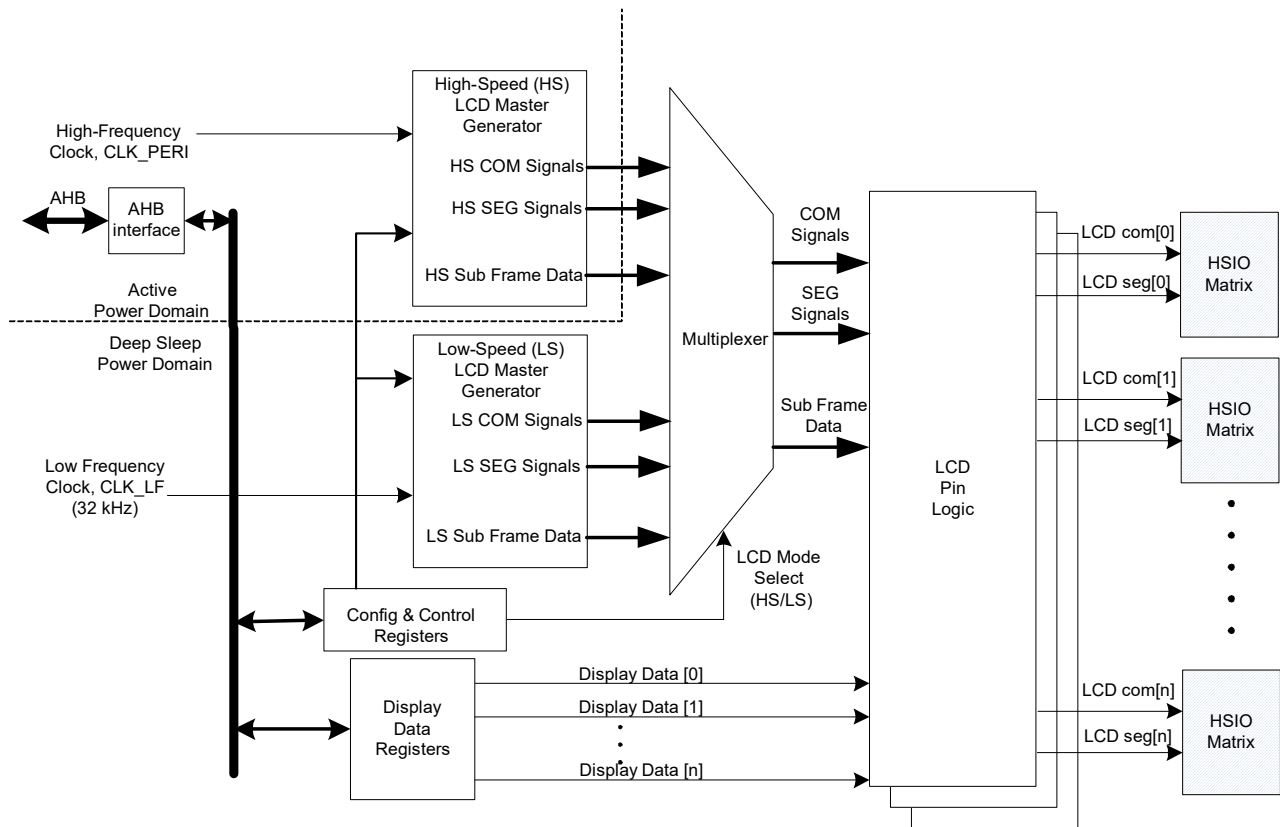 High-Speed (HS)
LCD Master
Generator
HS COM Signals
HS SEG Signals
HS Sub Frame Data
High-Frequency
Clock, CLK_PERI
AHB
AHB
interface
Active
Power Domain
Deep Sleep
Power Domain
Low-Speed (LS)
LCD Master
Generator
LS COM Signals
LS SEG Signals
LS Sub Frame Data
Low Frequency
Clock, CLK_LF
(32 kHz)
Multiplexer
COM
Signals
SEG
Signals
Sub Frame
Data
LCD Mode
Select
(HS/LS)
Config & Control
Registers
Display
Data
Registers
Display Data [0]
Display Data [1]
Display Data [n]
LCD
Pin
Logic
LCD com[0]
LCD seg[0]
HSIO
Matrix
LCD com[1]
LCD seg[1]
HSIO
Matrix
LCD com[n]
LCD seg[n]
HSIO
Matrix